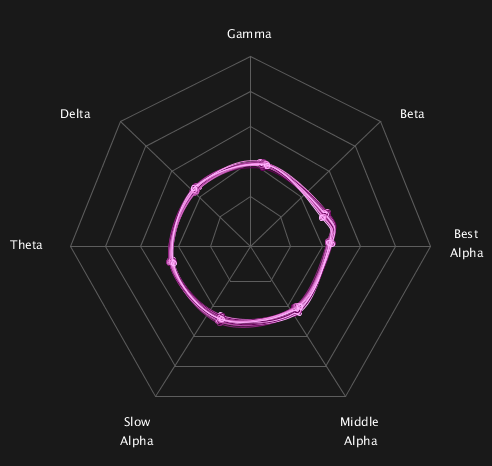 Gamma
Delta
Beta
Theta
Best
Alpha
Slow
Alpha
Middle
Alpha